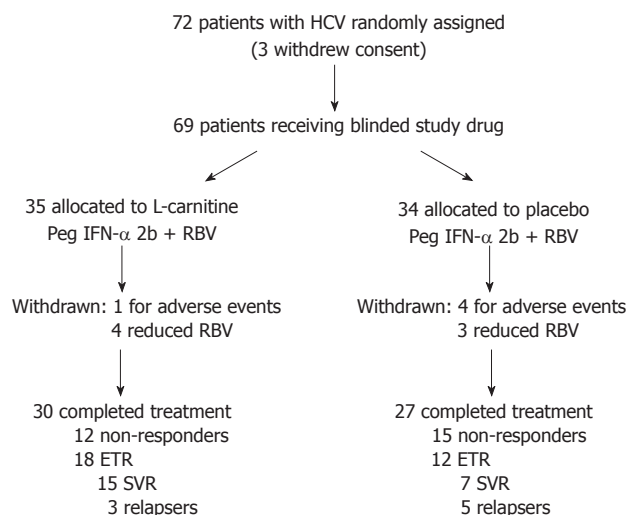 72 patients with HCV randomly assigned
(3 withdrew consent)
69 patients receiving blinded study drug
35 allocated to L-carnitine
Peg IFN-α 2b + RBV
34 allocated to placebo
Peg IFN-α 2b + RBV
Withdrawn: 1 for adverse events
4 reduced RBV
Withdrawn: 4 for adverse events
3 reduced RBV
30 completed treatment
12 non-responders
18 ETR
15 SVR
3 relapsers
27 completed treatment
15 non-responders
12 ETR
7 SVR
5 relapsers